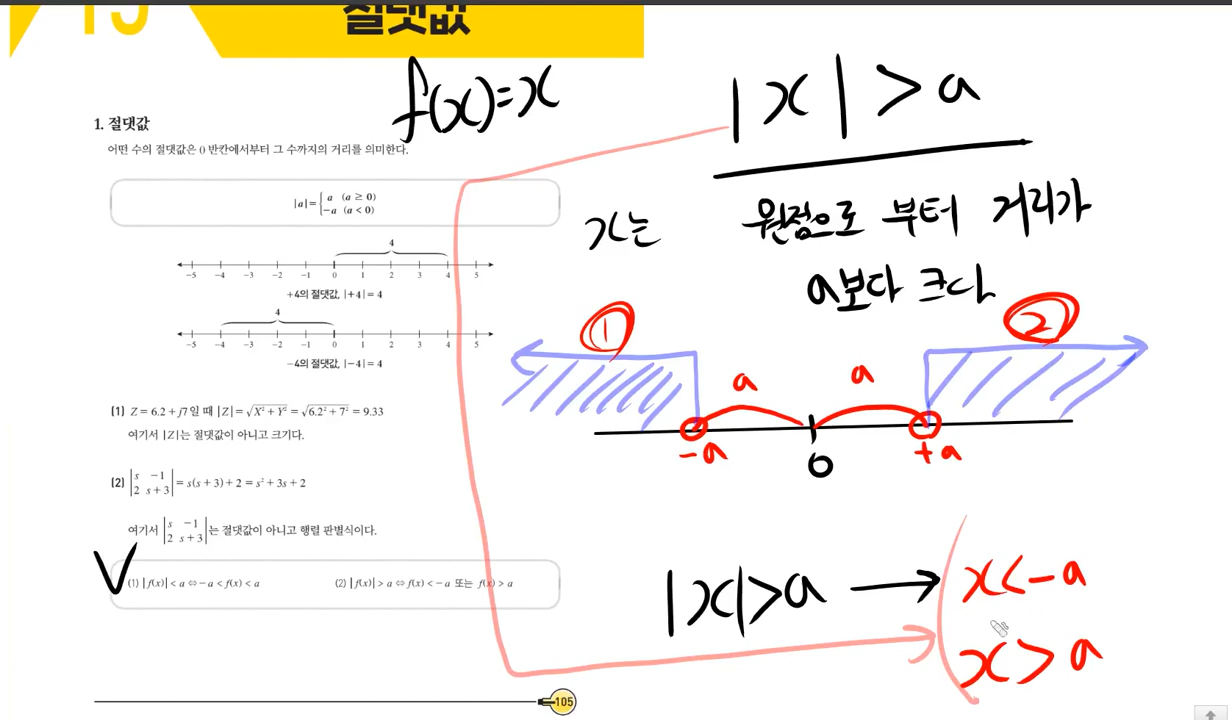 절댓값
f(x)=x
|x| > a
1. 절댓값
어떤 수의 절댓값은 0 반칸에서부터 그 수까지의 거리를 의미한다.
|a| = { a (a ≥ 0)
−a (a < 0)
x는 원점으로 부터 거리가
a보다 크다
4
−5 −4 −3 −2 −1 0 1 2 3 4 5
+4의 절댓값, |+4| = 4
4
−5 −4 −3 −2 −1 0 1 2 3 4 5
−4의 절댓값, |−4| = 4
① ②
a a
−a 0 +a
(1) Z = 6.2 + j7일 때 |Z| = √(X² + Y²) = √(6.2² + 7²) = 9.33
여기서 |Z|는 절댓값이 아니고 크기다.
(2) |s −1
2 s+3| = s(s+3)+2 = s²+3s+2
여기서 |s −1
2 s+3|는 절댓값이 아니고 행렬 판별식이다.
(1) |f(x)| < a ⇔ −a < f(x) < a (2) |f(x)| > a ⇔ f(x) < −a 또는 f(x) > a
|x|>a → x<−a
x>a
105